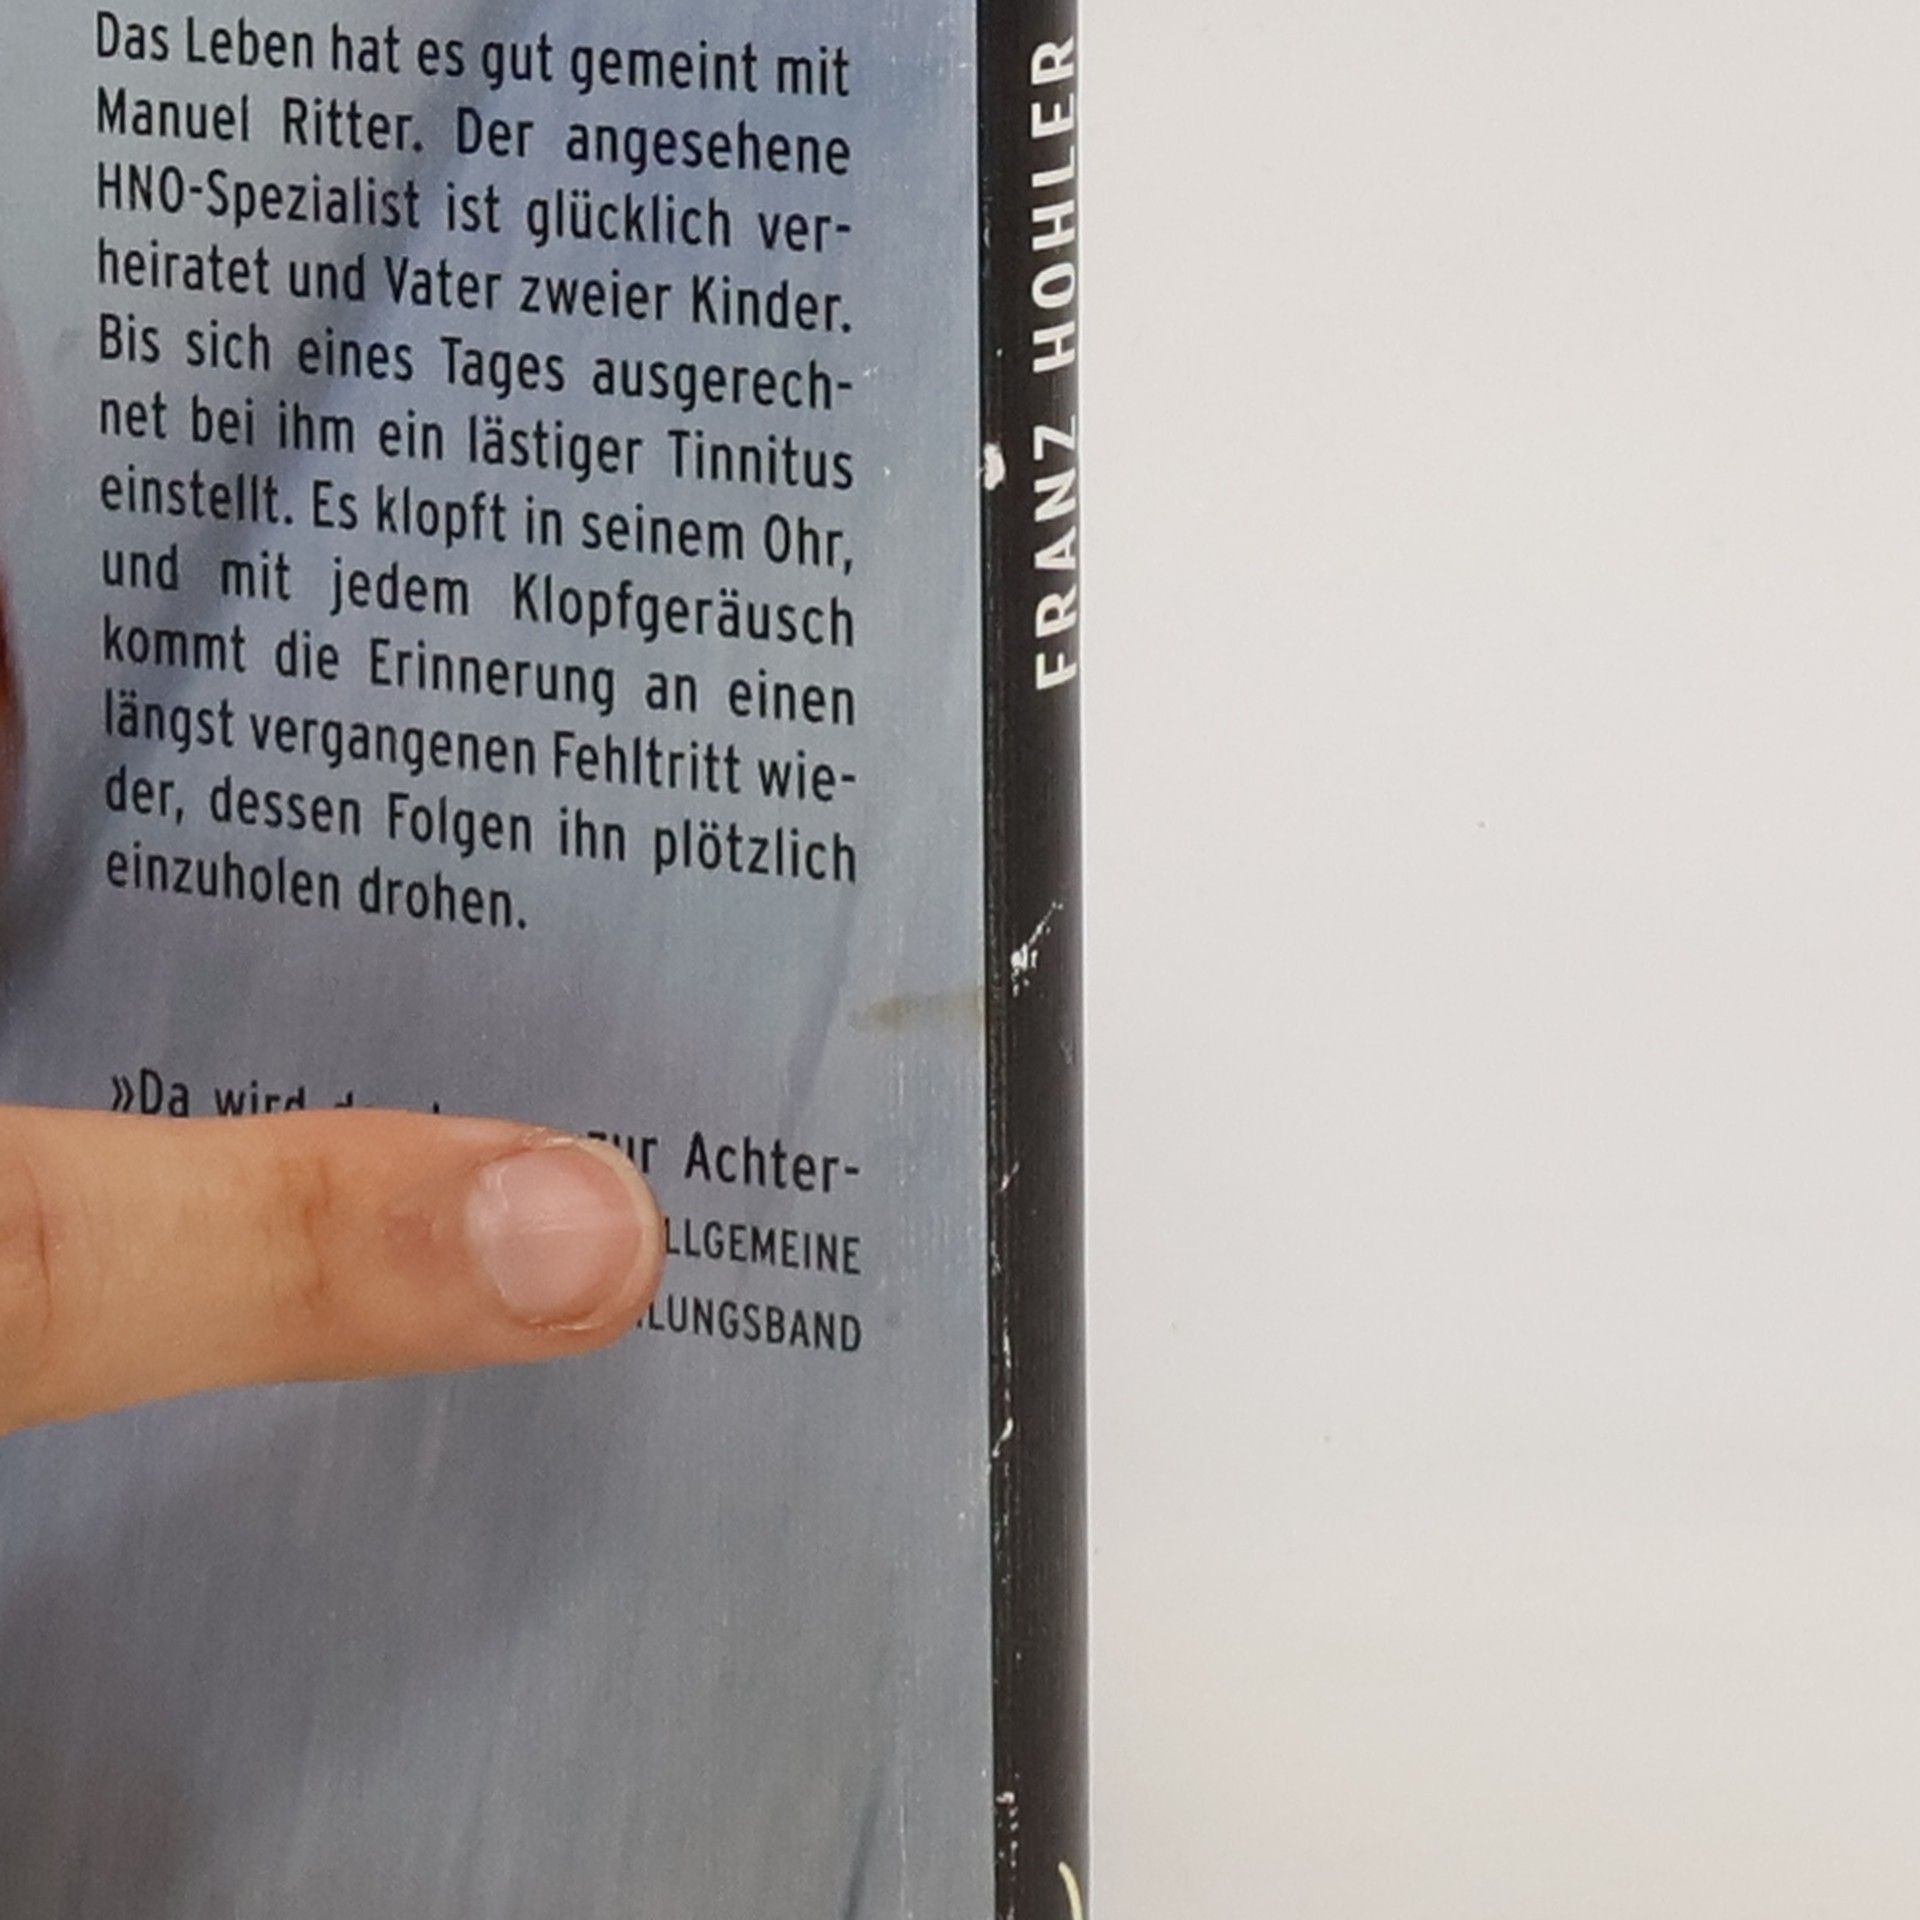 Das Leben hat es gut gemeint mit
Manuel Ritter. Der angesehene
HNO-Spezialist ist glücklich ver-
heiratet und Vater zweier Kinder.
Bis sich eines Tages ausgerech-
net bei ihm ein lästiger Tinnitus
einstellt. Es klopft in seinem Ohr,
und mit jedem Klopfgeräusch
kommt die Erinnerung an einen
längst vergangenen Fehltritt wie-
der, dessen Folgen ihn plötzlich
einzuholen drohen.
»Da wird
zur Achter-
LLGEMEINE
LUNGSBAND
FRANZ HOHLER